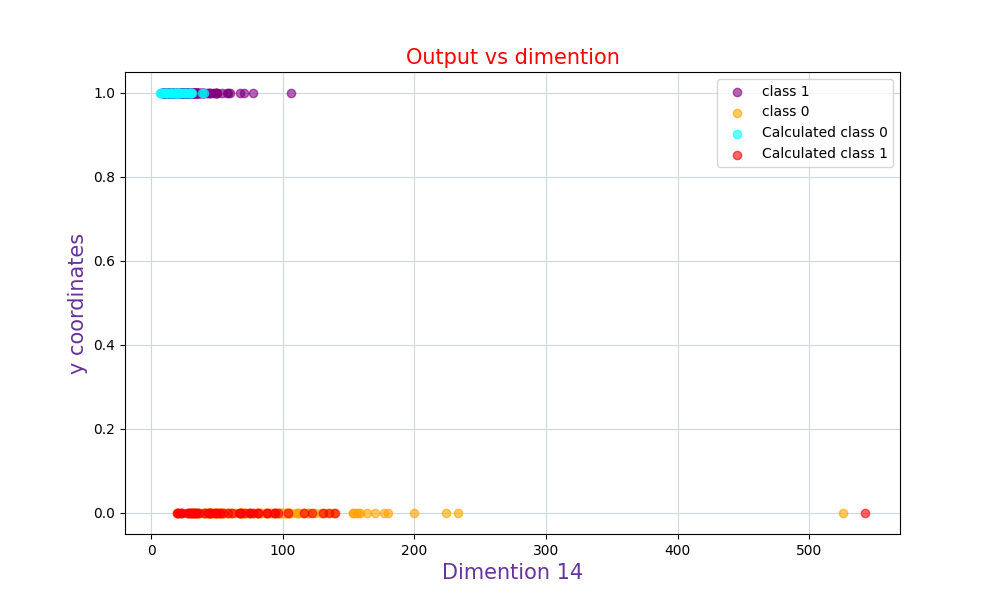 Output vs dimention
1.0
0.8
0.6
0.4
0.2
0.0
y coordinates
class 1
class 0
Calculated class 0
Calculated class 1
0 100 200 300 400 500
Dimention 14